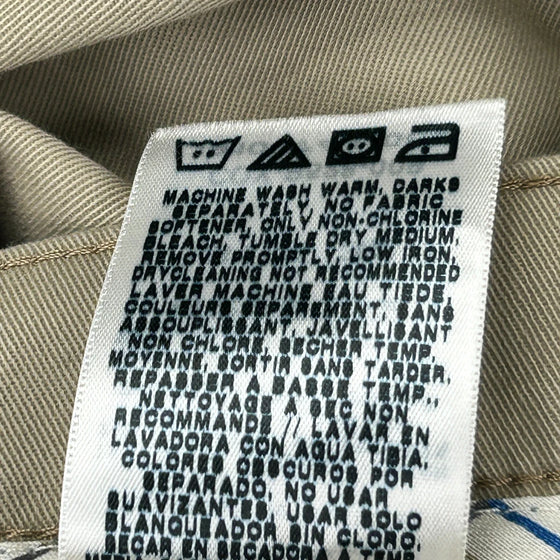 MACHINE WASH WARM, DARKS
SEPARATELY, NO FABRIC
SOFTENER, ONLY NON-CHLORINE
BLEACH, TUMBLE DRY MEDIUM,
REMOVE PROMPTLY, LOW IRON,
DRYCLEANING NOT RECOMMENDED
LAVER MACHINE EAU TIEDE,
COULEURS SEPAREMENT, SANS
ASSOUPLISSANT, JAVELLISANT
NON CHLORE, SECHER TEMP.
MOYENNE, SORTIR SANS TARDER,
REPASSER A BASSE TEMP.,
NETTOYAGE A SEC NON
RECOMMANDE // LAVAR EN
LAVADORA CON AGUA TIBIA,
COLORES OSCUROS POR
SEPARADO, NO USAR
SUAVIZANTES, USAR SOLO
BLANQUEADOR SIN CLORO,
SECAR EN SECADORA A